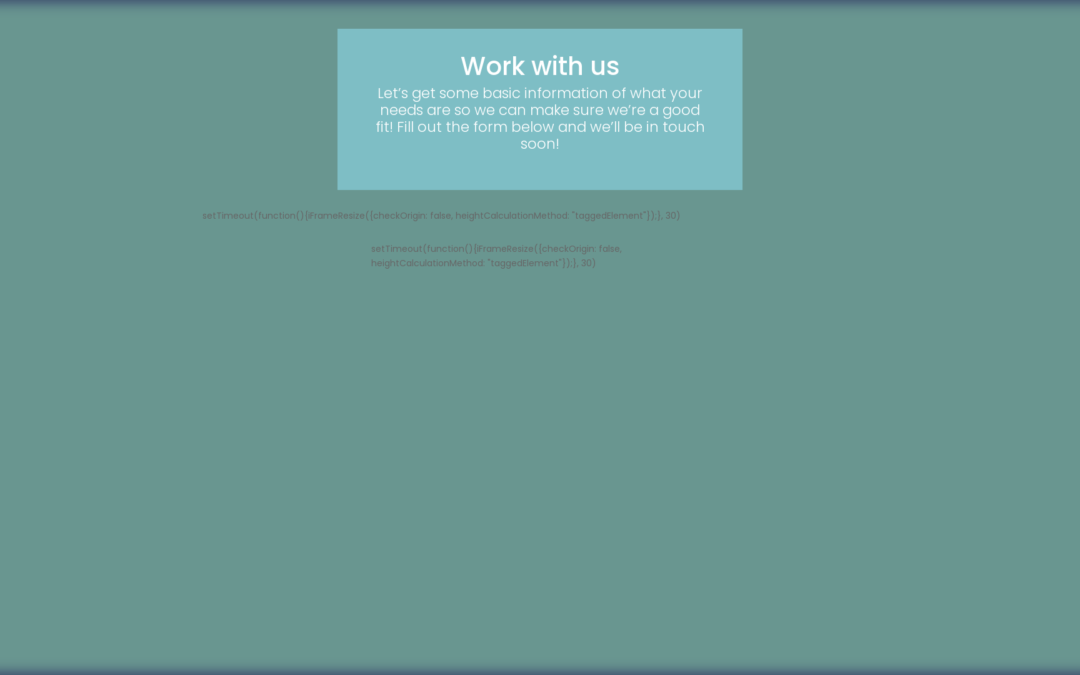 Work with us
Let’s get some basic information of what your
needs are so we can make sure we’re a good
fit! Fill out the form below and we’ll be in touch
soon!
setTimeout(function(){iFrameResize({checkOrigin: false, heightCalculationMethod: "taggedElement"});}, 30)
setTimeout(function(){iFrameResize({checkOrigin: false,
heightCalculationMethod: "taggedElement"});}, 30)